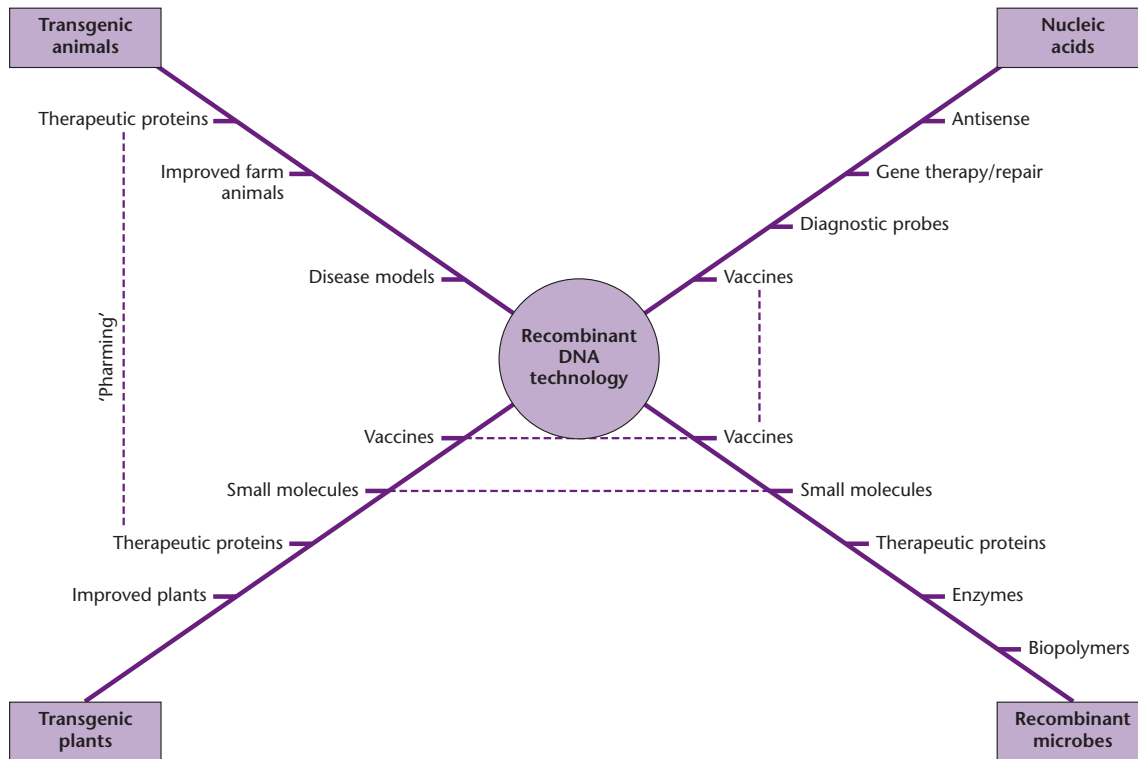 Transgenic
animals
Nucleic
acids
Therapeutic proteins
Antisense
Improved farm
animals
Gene therapy/repair
Diagnostic probes
Disease models
Vaccines
'Pharming'
Recombinant
DNA
technology
Vaccines
Vaccines
Small molecules
Small molecules
Therapeutic proteins
Therapeutic proteins
Improved plants
Enzymes
Biopolymers
Transgenic
plants
Recombinant
microbes